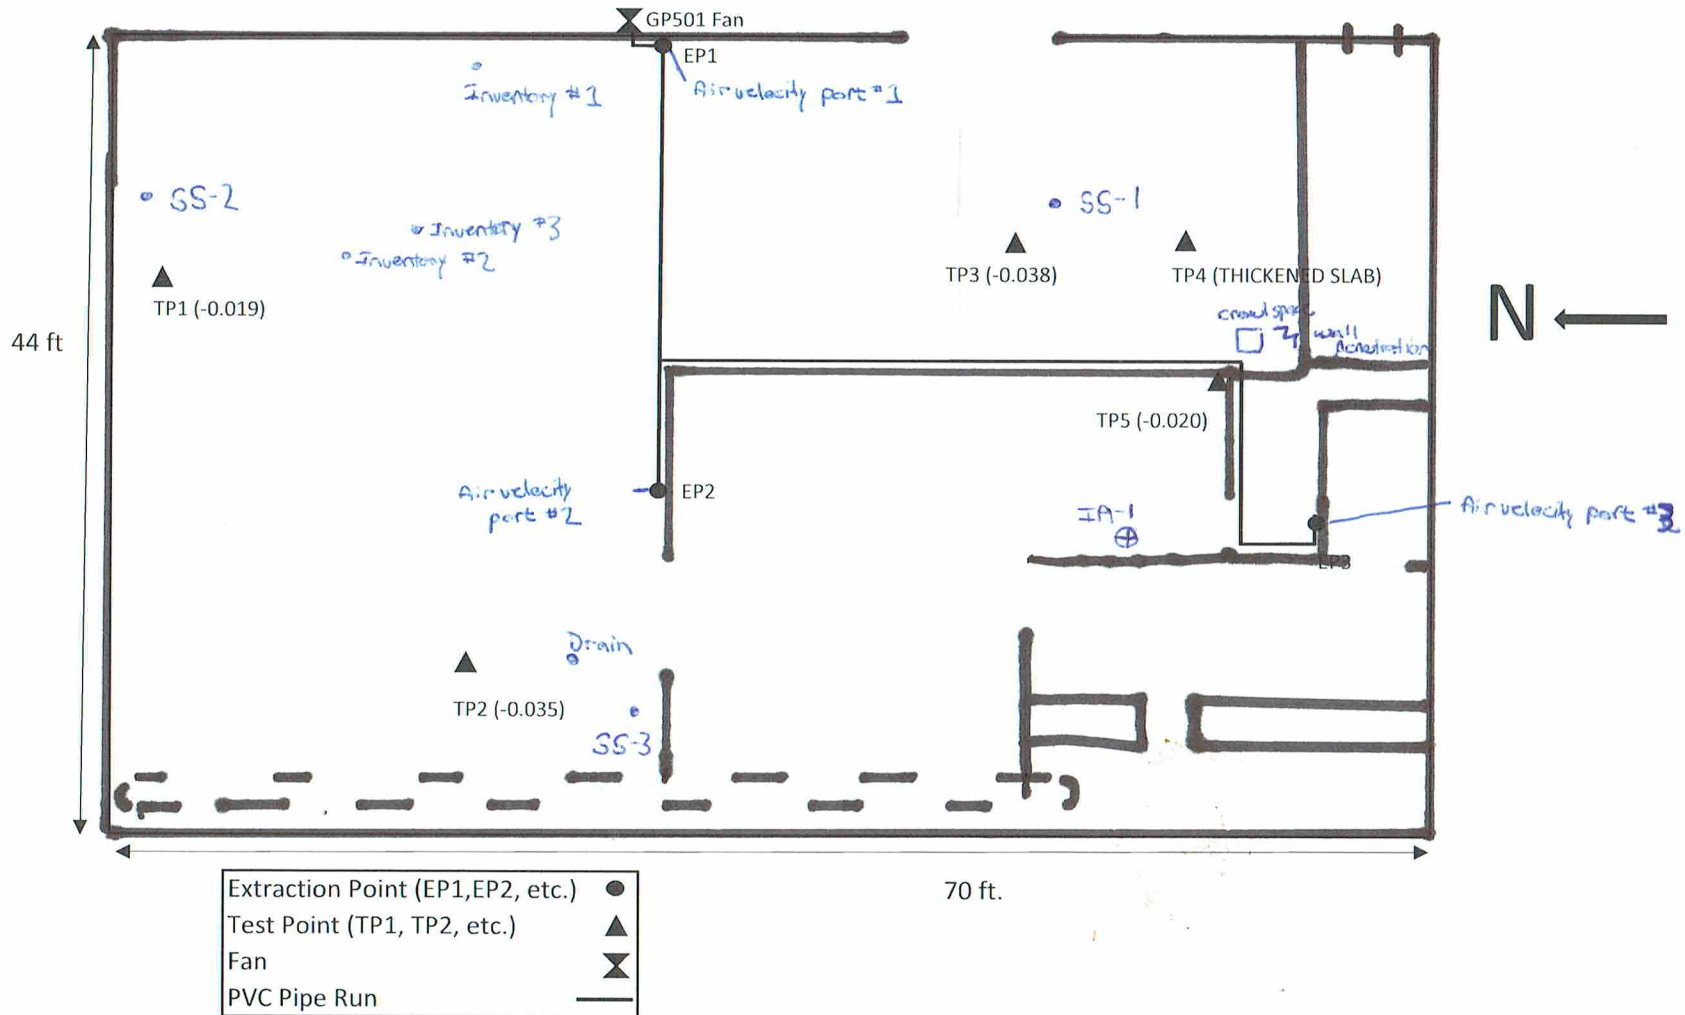 GP501 Fan
EP1
Inventory #1
Air velocity port #1
SS-2
SS-1
Inventory #3
Inventory #2
TP1 (-0.019)
TP3 (-0.038)
TP4 (THICKENED SLAB)
N
crawl space
wall
penetration
44 ft
TP5 (-0.020)
Air velocity
port #2
EP2
IA-1
Air velocity port #3
EP3
Drain
TP2 (-0.035)
SS-3
70 ft.
Extraction Point (EP1,EP2, etc.)
Test Point (TP1, TP2, etc.)
Fan
PVC Pipe Run